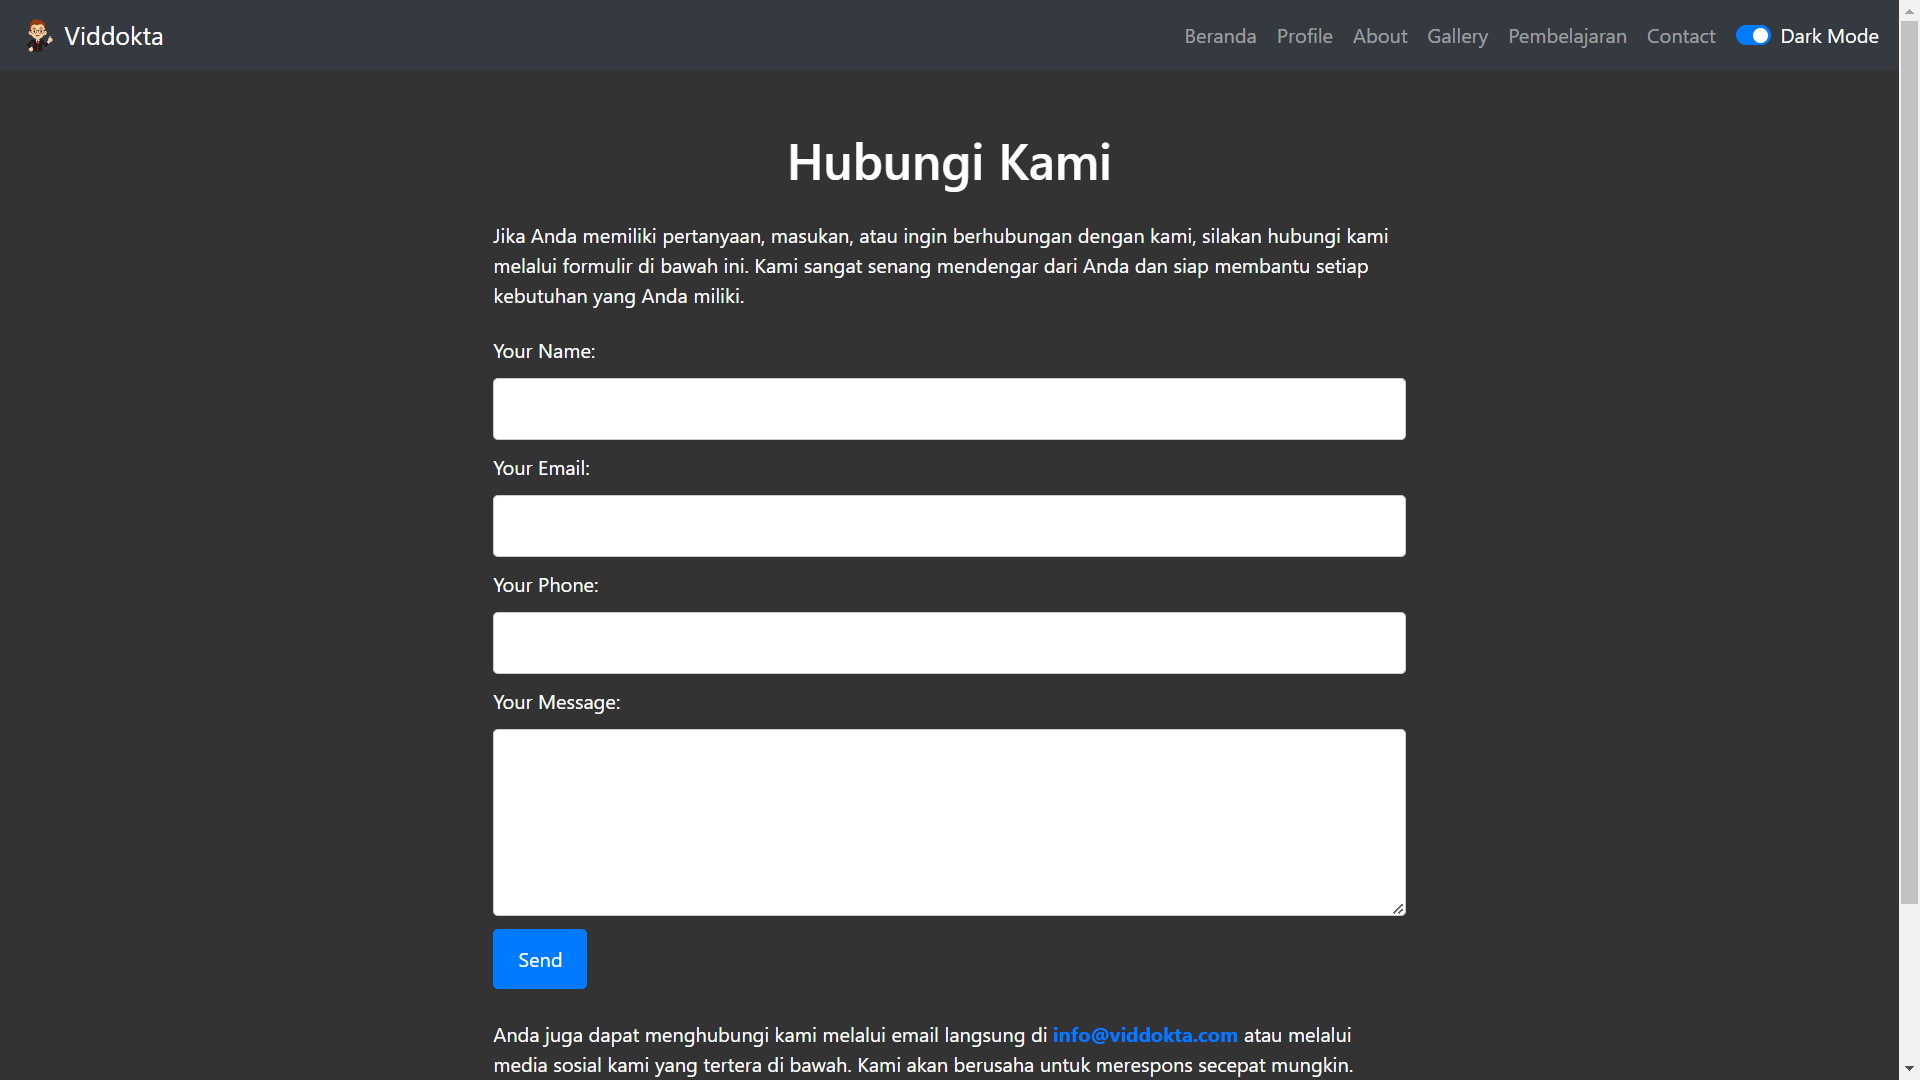 Viddokta
Beranda Profile About Gallery Pembelajaran Contact Dark Mode
Hubungi Kami
Jika Anda memiliki pertanyaan, masukan, atau ingin berhubungan dengan kami, silakan hubungi kami
melalui formulir di bawah ini. Kami sangat senang mendengar dari Anda dan siap membantu setiap
kebutuhan yang Anda miliki.
Your Name:
Your Email:
Your Phone:
Your Message:
Send
Anda juga dapat menghubungi kami melalui email langsung di info@viddokta.com atau melalui
media sosial kami yang tertera di bawah. Kami akan berusaha untuk merespons secepat mungkin.